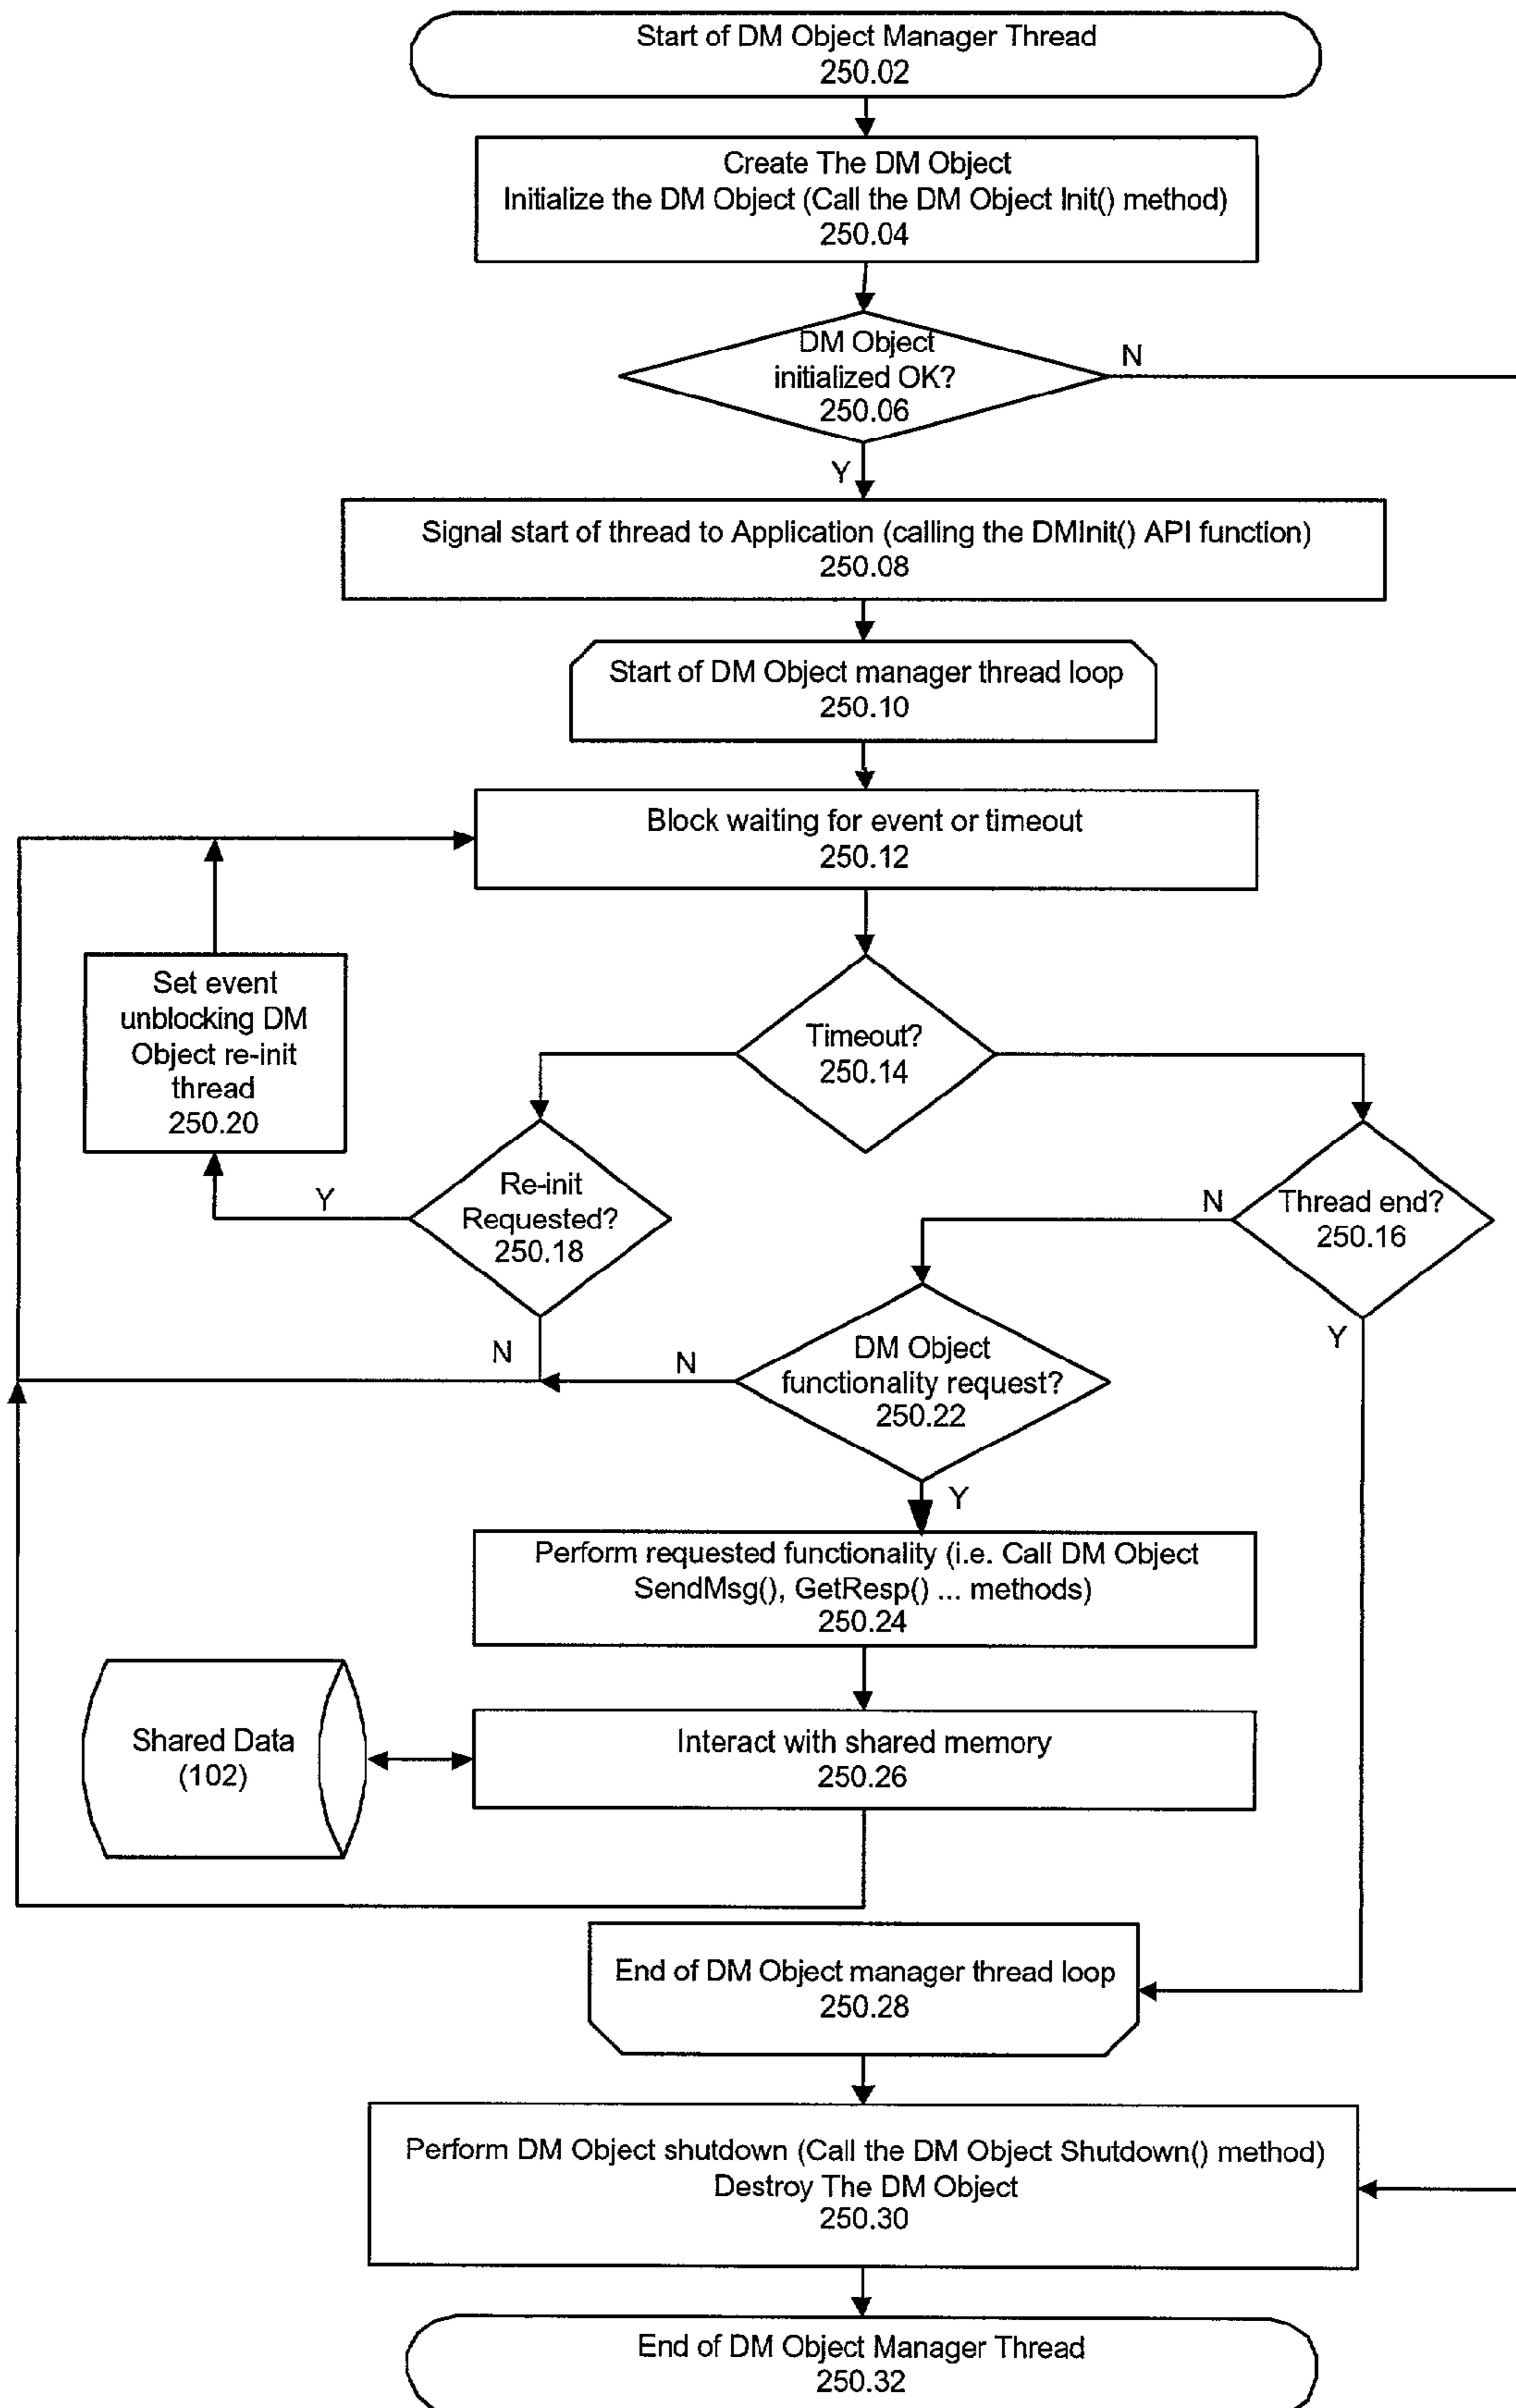 Start of DM Object Manager Thread
250.02
Create The DM Object
Initialize the DM Object (Call the DM Object Init() method)
250.04
DM Object
initialized OK?
250.06
N
Y
Signal start of thread to Application (calling the DMInit() API function)
250.08
Start of DM Object manager thread loop
250.10
Block waiting for event or timeout
250.12
Set event
unblocking DM
Object re-init
thread
250.20
Timeout?
250.14
Re-init
Requested?
250.18
Y
N
Thread end?
250.16
N
Y
DM Object
functionality request?
250.22
N
Y
Perform requested functionality (i.e. Call DM Object
SendMsg(), GetResp() ... methods)
250.24
Shared Data
(102)
Interact with shared memory
250.26
End of DM Object manager thread loop
250.28
Perform DM Object shutdown (Call the DM Object Shutdown() method)
Destroy The DM Object
250.30
End of DM Object Manager Thread
250.32